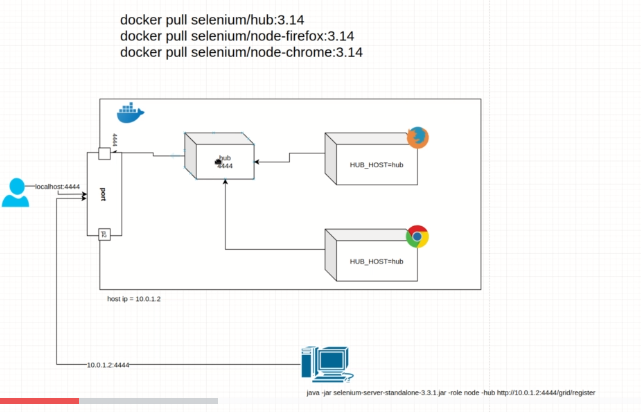 docker pull selenium/hub:3.14
docker pull selenium/node-firefox:3.14
docker pull selenium/node-chrome:3.14
4444
hub
4444
HUB_HOST=hub
localhost:4444
port
HUB_HOST=hub
host ip = 10.0.1.2
10.0.1.2:4444
java -jar selenium-server-standalone-3.3.1.jar -role node -hub http://10.0.1.2:4444/grid/register